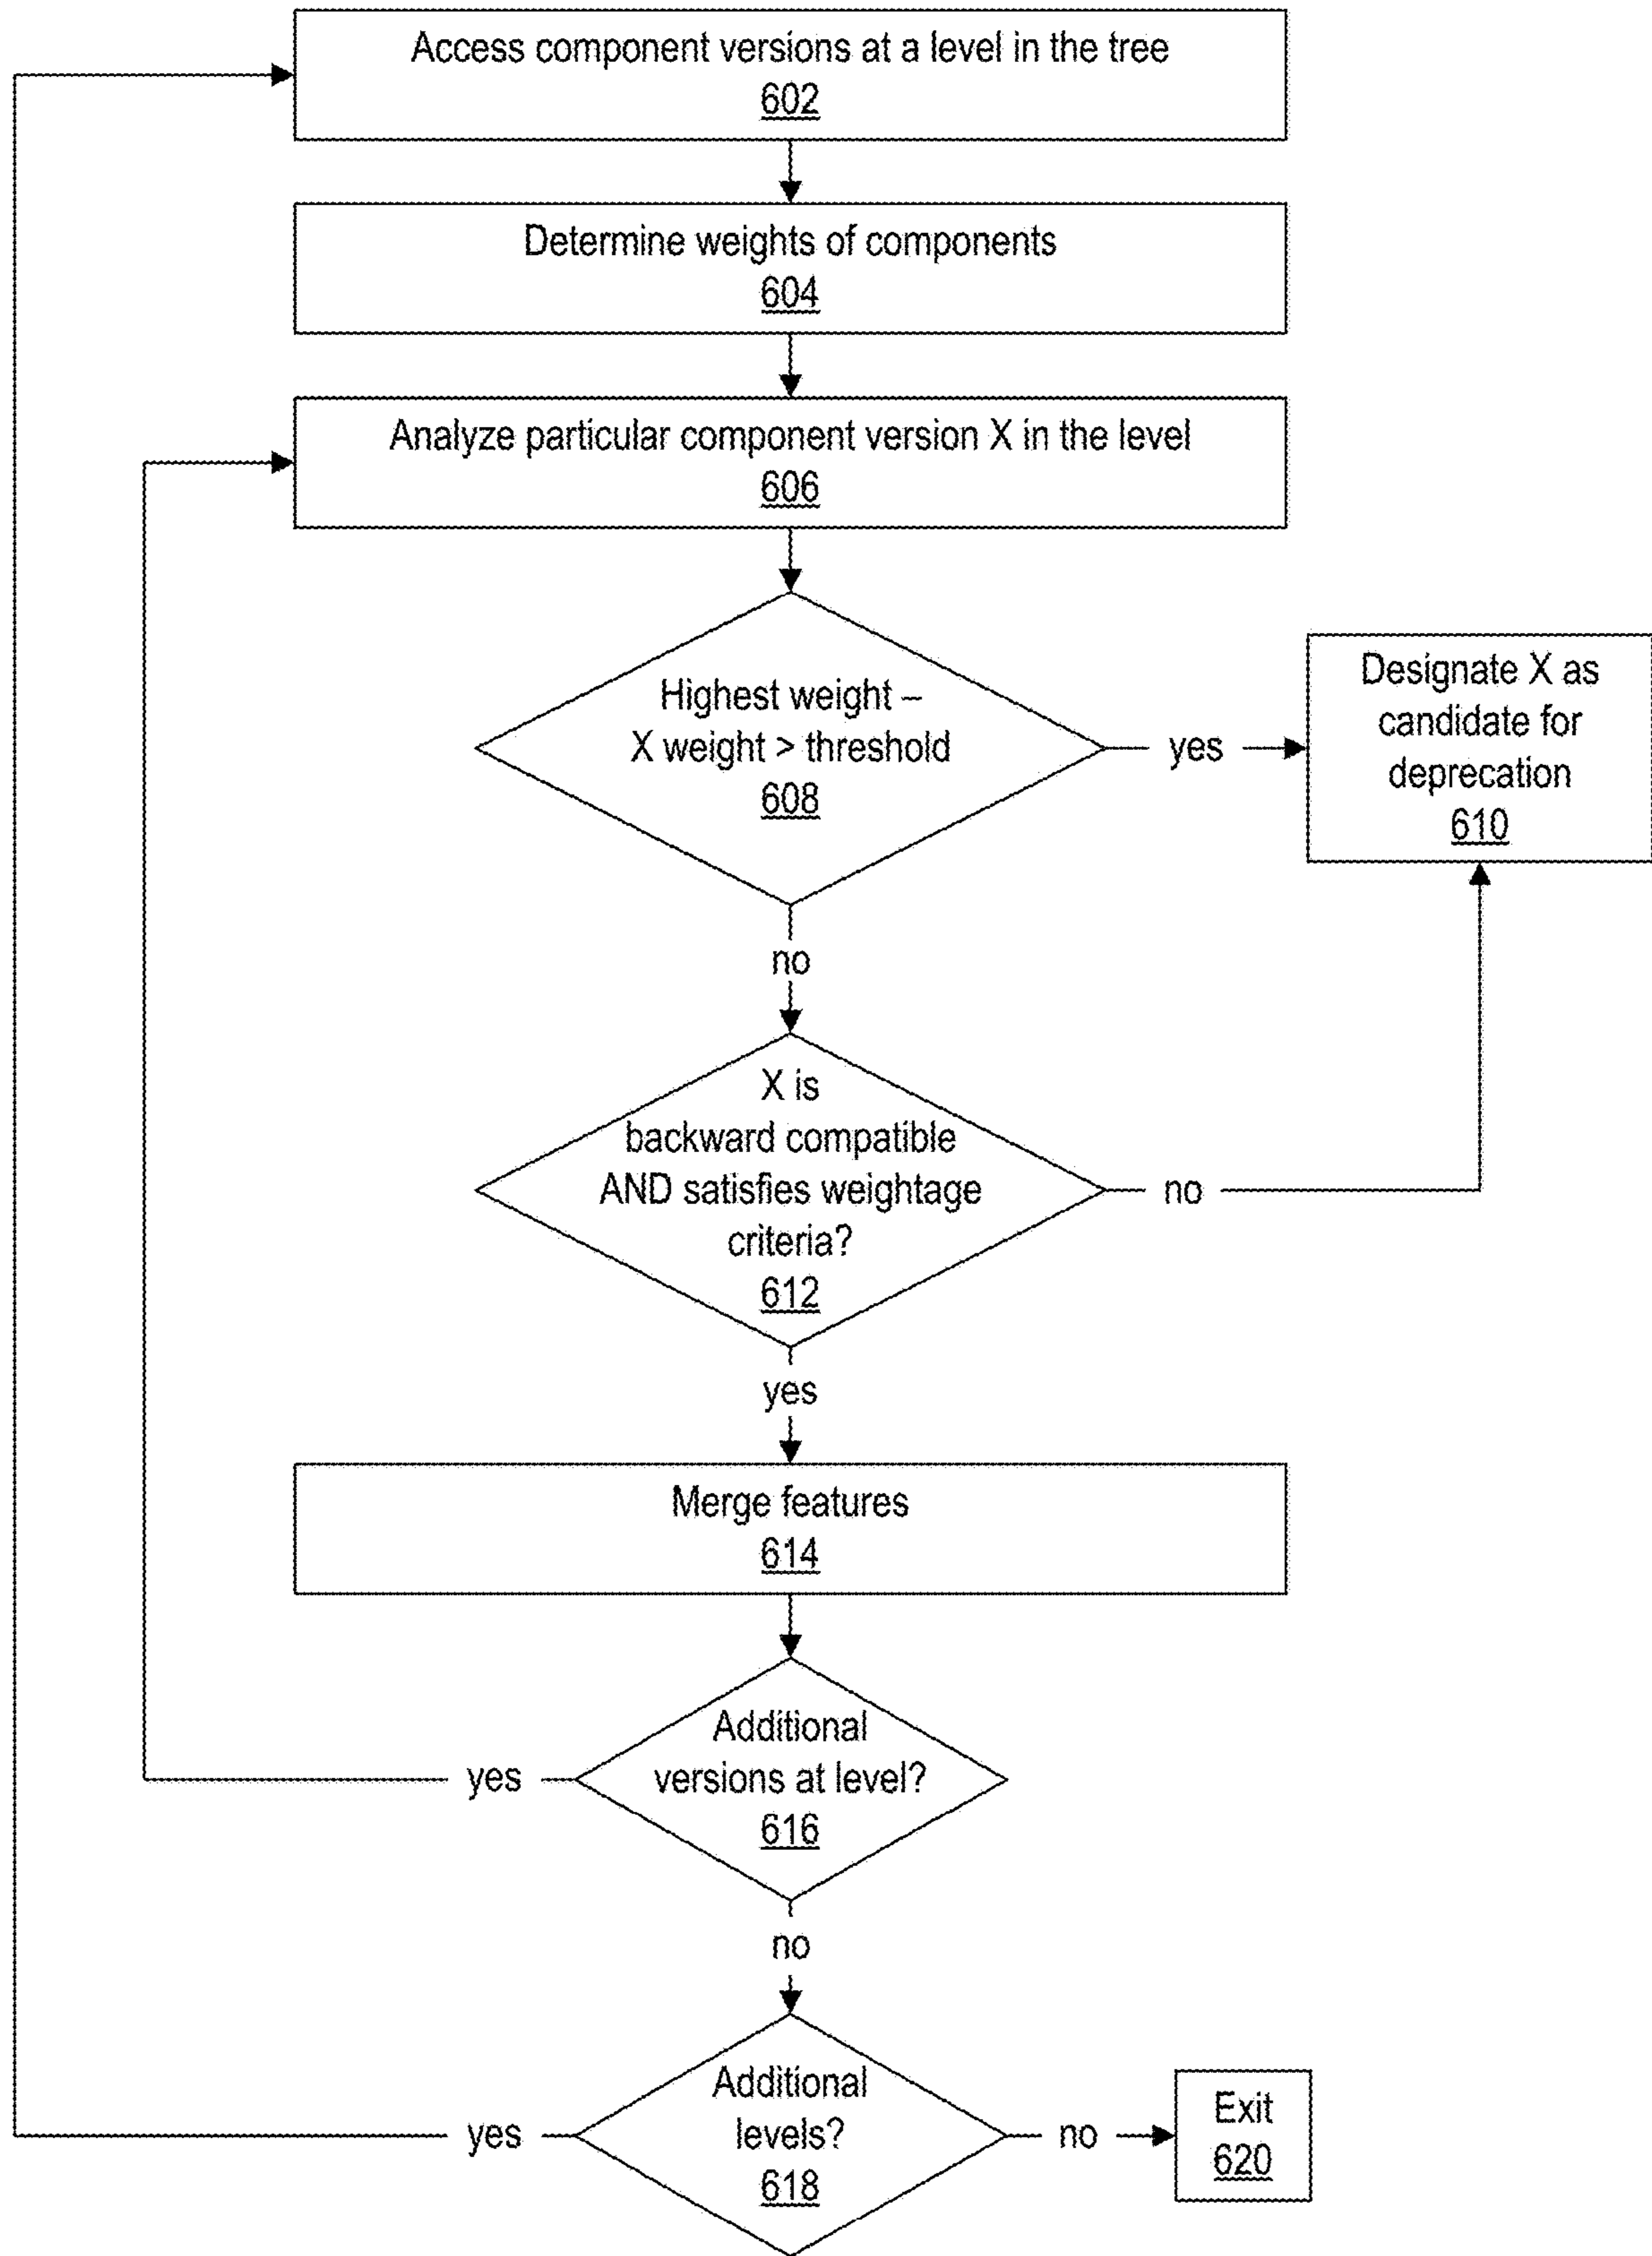 Access component versions at a level in the tree
602
Determine weights of components
604
Analyze particular component version X in the level
606
Highest weight –
X weight > threshold
608
yes
Designate X as
candidate for
deprecation
610
no
X is
backward compatible
AND satisfies weightage
criteria?
612
no
yes
Merge features
614
Additional
versions at level?
616
yes
no
Additional
levels?
618
yes
no
Exit
620